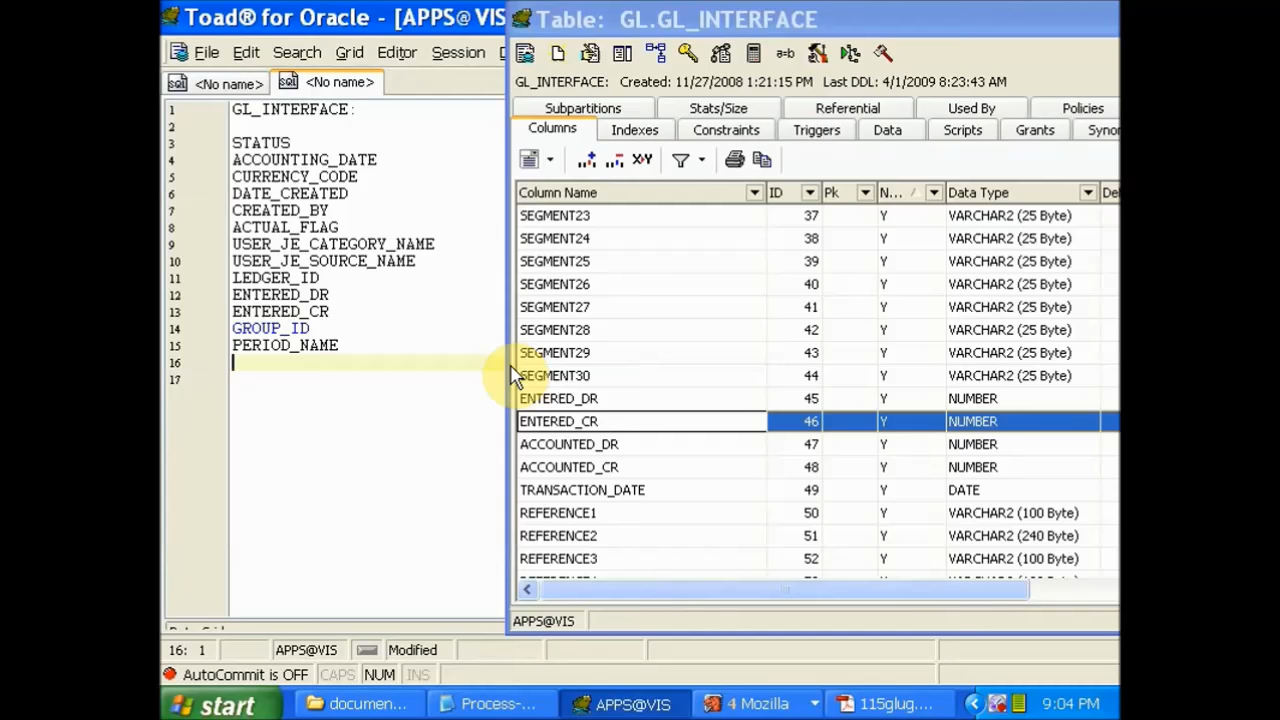 Toad® for Oracle - [APPS@VIS
File Edit Search Grid Editor Session
<No name> <No name>
1 GL_INTERFACE:
2
3 STATUS
4 ACCOUNTING_DATE
5 CURRENCY_CODE
6 DATE_CREATED
7 CREATED_BY
8 ACTUAL_FLAG
9 USER_JE_CATEGORY_NAME
10 USER_JE_SOURCE_NAME
11 LEDGER_ID
12 ENTERED_DR
13 ENTERED_CR
14 GROUP_ID
15 PERIOD_NAME
16
17
16: 1 APPS@VIS Modified
AutoCommit is OFF CAPS NUM INS
Table: GL.GL_INTERFACE
GL_INTERFACE: Created: 11/27/2008 1:21:15 PM Last DDL: 4/1/2009 8:23:43 AM
Subpartitions Stats/Size Referential Used By Policies
Columns Indexes Constraints Triggers Data Scripts Grants Synon
Column Name ID Pk N... Data Type Def
SEGMENT23 37 Y VARCHAR2 (25 Byte)
SEGMENT24 38 Y VARCHAR2 (25 Byte)
SEGMENT25 39 Y VARCHAR2 (25 Byte)
SEGMENT26 40 Y VARCHAR2 (25 Byte)
SEGMENT27 41 Y VARCHAR2 (25 Byte)
SEGMENT28 42 Y VARCHAR2 (25 Byte)
SEGMENT29 43 Y VARCHAR2 (25 Byte)
SEGMENT30 44 Y VARCHAR2 (25 Byte)
ENTERED_DR 45 Y NUMBER
ENTERED_CR 46 Y NUMBER
ACCOUNTED_DR 47 Y NUMBER
ACCOUNTED_CR 48 Y NUMBER
TRANSACTION_DATE 49 Y DATE
REFERENCE1 50 Y VARCHAR2 (100 Byte)
REFERENCE2 51 Y VARCHAR2 (240 Byte)
REFERENCE3 52 Y VARCHAR2 (100 Byte)
APPS@VIS
start documen... Process-... APPS@VIS 4 Mozilla 115glug.... 9:04 PM